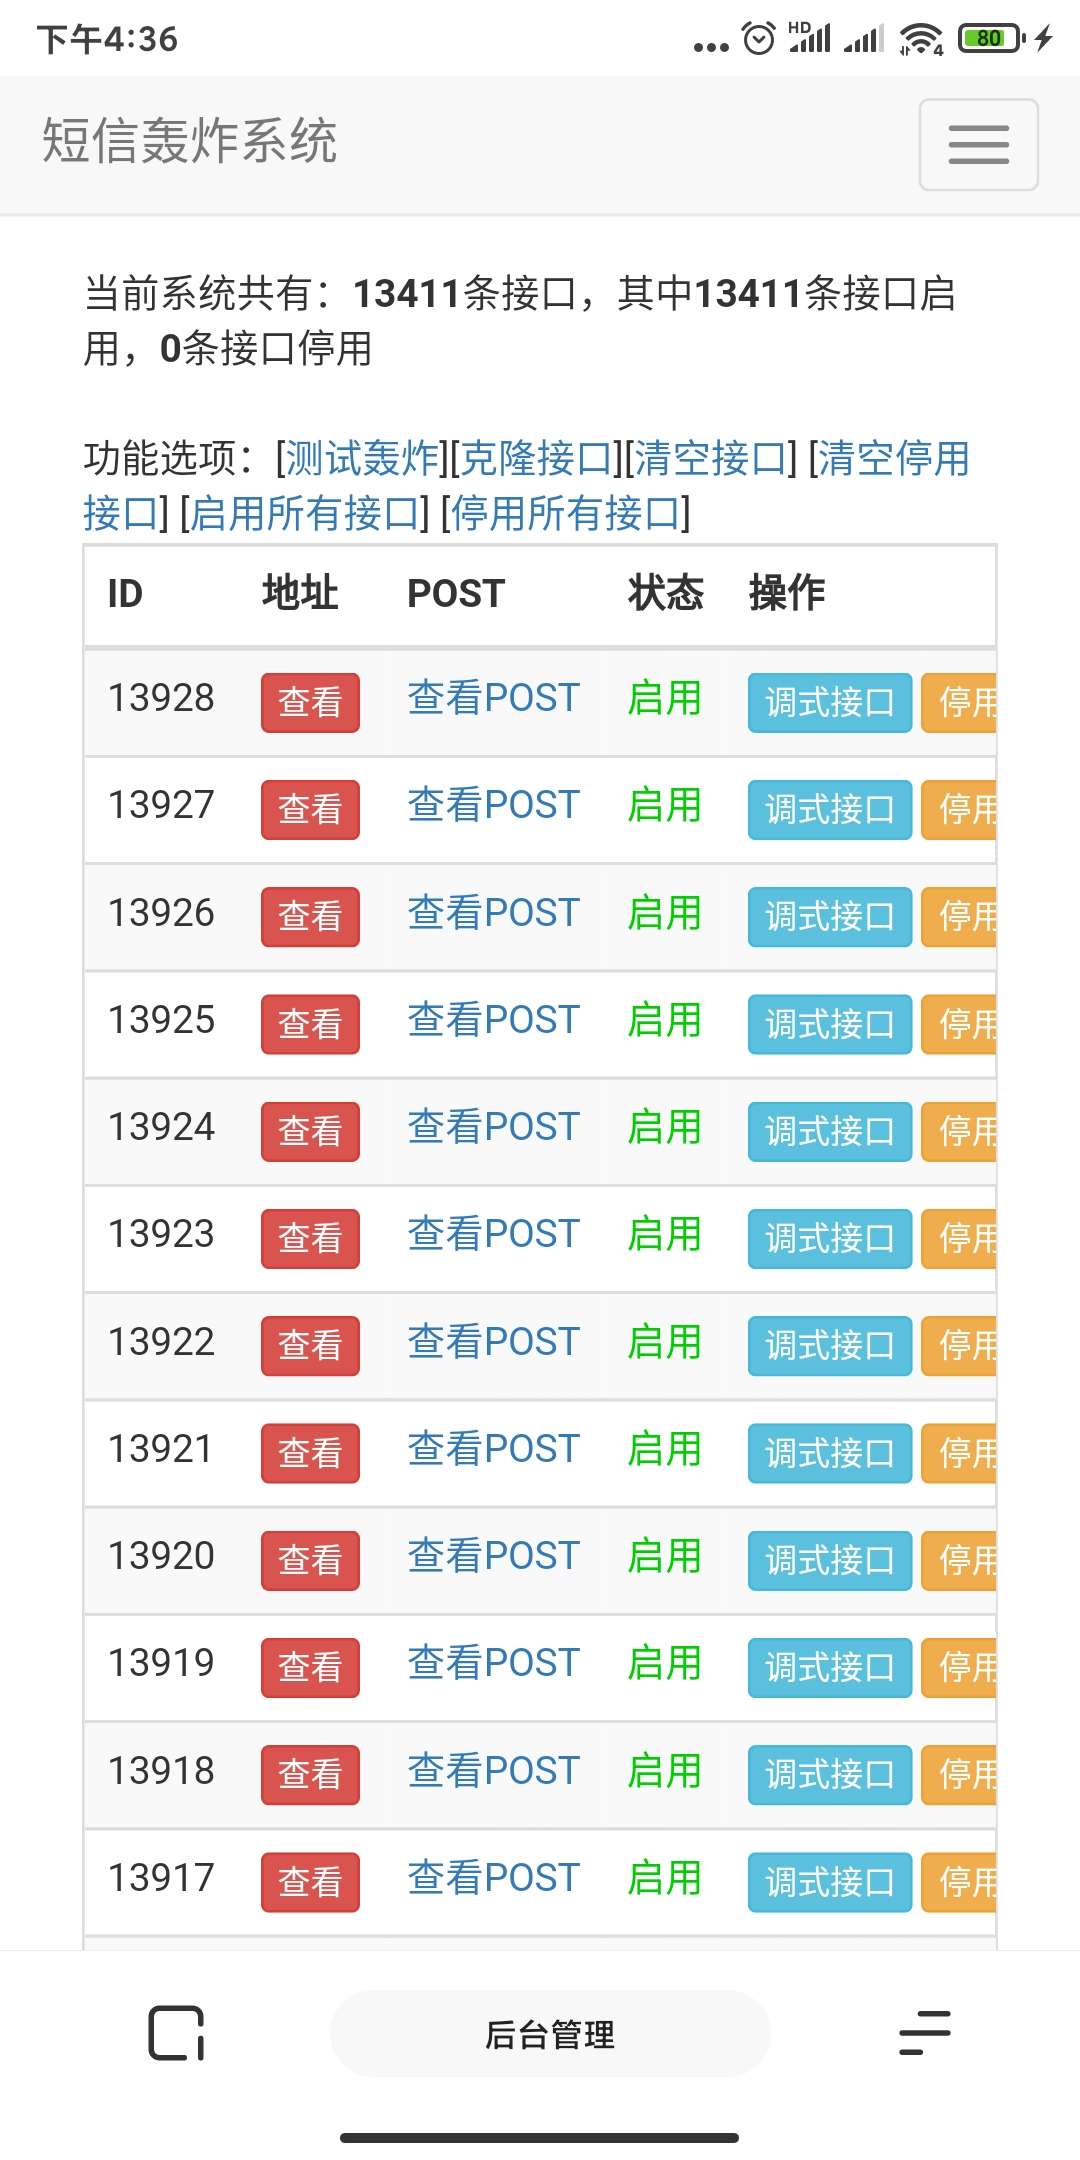 下午4:36
HD
4
80
短信轰炸系统
当前系统共有：13411条接口，其中13411条接口启
用，0条接口停用
功能选项：[测试轰炸][克隆接口][清空接口] [清空停用
接口] [启用所有接口] [停用所有接口]
ID 地址 POST 状态 操作
13928 查看 查看POST 启用 调式接口 停用
13927 查看 查看POST 启用 调式接口 停用
13926 查看 查看POST 启用 调式接口 停用
13925 查看 查看POST 启用 调式接口 停用
13924 查看 查看POST 启用 调式接口 停用
13923 查看 查看POST 启用 调式接口 停用
13922 查看 查看POST 启用 调式接口 停用
13921 查看 查看POST 启用 调式接口 停用
13920 查看 查看POST 启用 调式接口 停用
13919 查看 查看POST 启用 调式接口 停用
13918 查看 查看POST 启用 调式接口 停用
13917 查看 查看POST 启用 调式接口 停用
后台管理